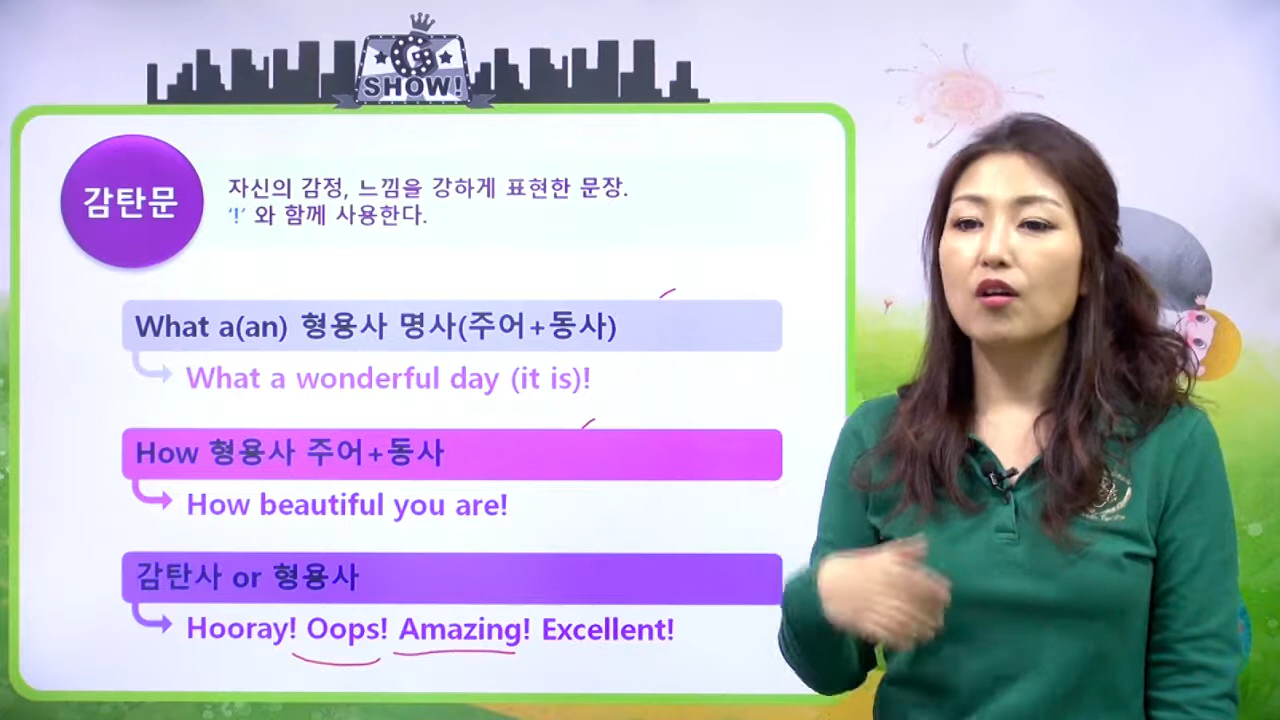 G
SHOW!
감탄문
자신의 감정, 느낌을 강하게 표현한 문장.
‘!’ 와 함께 사용한다.
What a(an) 형용사 명사(주어+동사)
What a wonderful day (it is)!
How 형용사 주어+동사
How beautiful you are!
감탄사 or 형용사
Hooray! Oops! Amazing! Excellent!